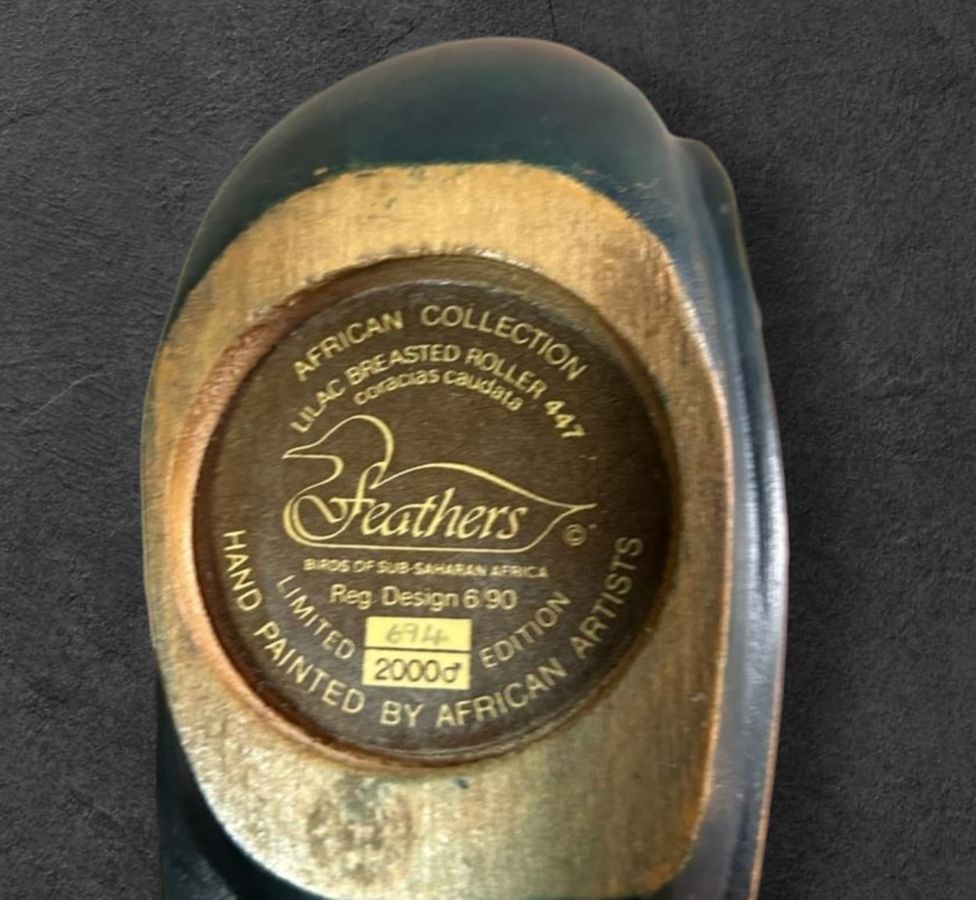 AFRICAN COLLECTION
LILAC BREASTED ROLLER 447
coracias caudata
Feathers ©
BIRDS OF SUB-SAHARAN AFRICA
Reg. Design 6/90
LIMITED EDITION
694
2000♂
HAND PAINTED BY AFRICAN ARTISTS